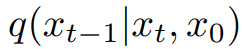 q(x_{t-1}|x_t, x_0)